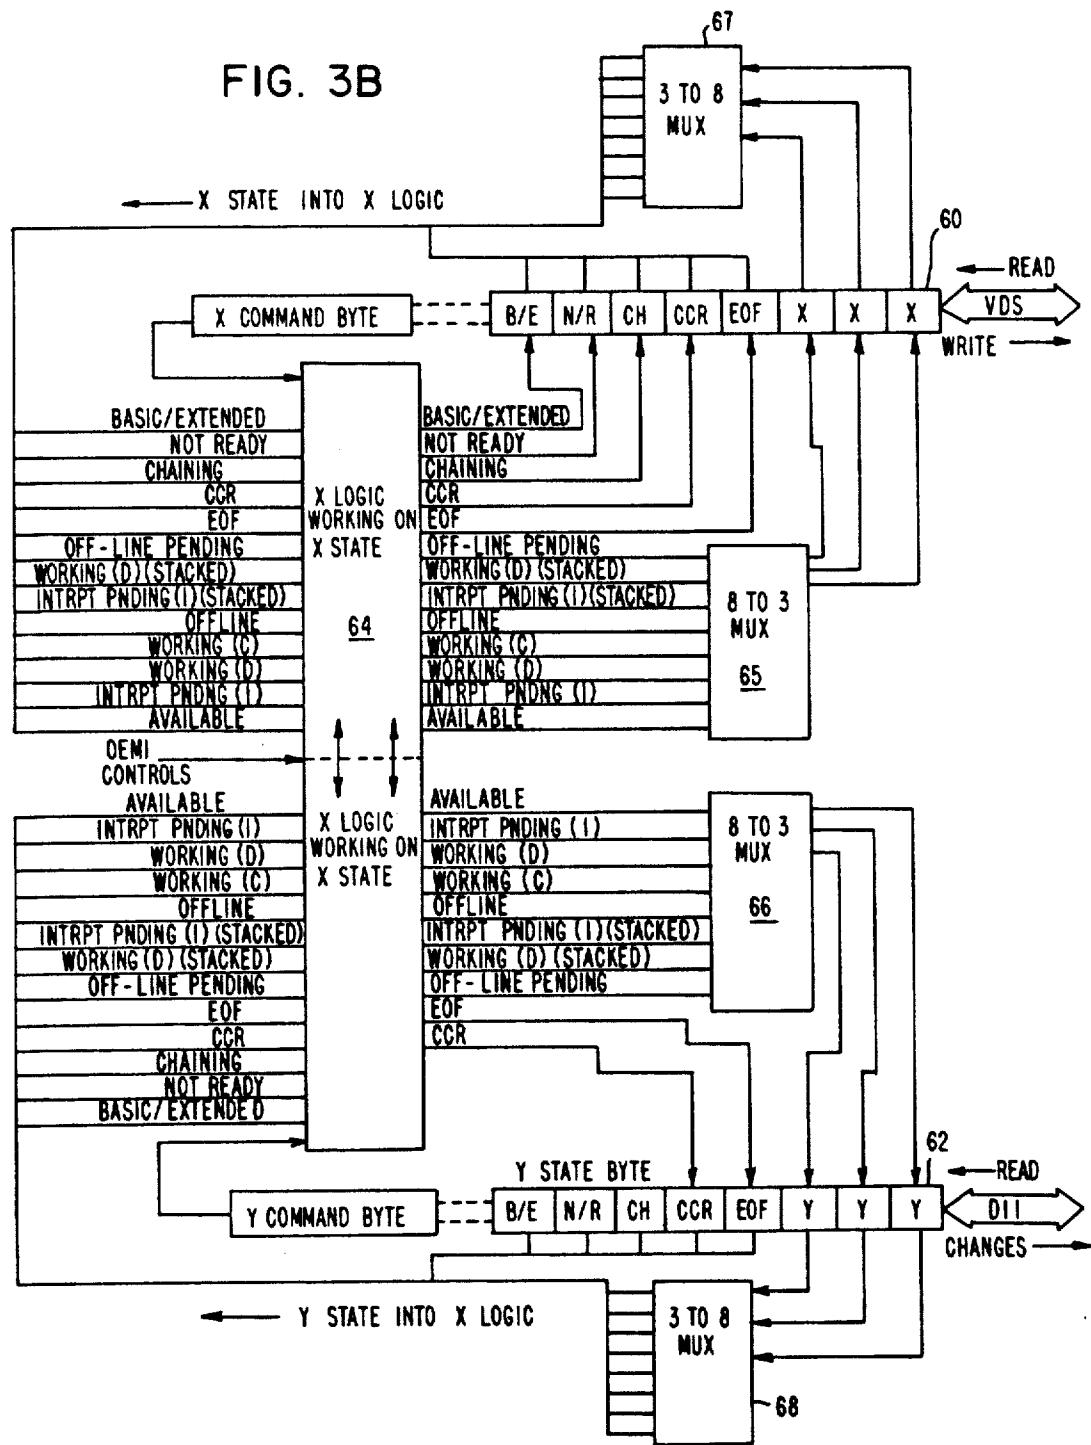 FIG. 3B
67
3 TO 8
MUX
X STATE INTO X LOGIC
60
READ
X COMMAND BYTE
B/E N/R CH CCR EOF X X X
VDS
WRITE
BASIC/EXTENDED
NOT READY
CHAINING
CCR
EOF
OFF-LINE PENDING
WORKING(D)(STACKED)
INTRPT PNDING(I)(STACKED)
OFFLINE
WORKING(C)
WORKING(D)
INTRPT PNDNG(I)
AVAILABLE
X LOGIC
WORKING ON
X STATE
64
BASIC/EXTENDED
NOT READY
CHAINING
CCR
EOF
OFF-LINE PENDING
WORKING(D)(STACKED)
INTRPT PNDING(I)(STACKED)
OFFLINE
WORKING(C)
WORKING(D)
INTRPT PNDNG(I)
AVAILABLE
8 TO 3
MUX
65
OEMI
CONTROLS
AVAILABLE
INTRPT PNDING(I)
WORKING(D)
WORKING (C)
OFFLINE
INTRPT PNDING(I)(STACKED)
WORKING(D)(STACKED)
OFF-LINE PENDING
EOF
CCR
CHAINING
NOT READY
BASIC/EXTENDED
X LOGIC
WORKING ON
X STATE
AVAILABLE
INTRPT PNDING (I)
WORKING (D)
WORKING (C)
OFFLINE
INTRPT PNDING(I)(STACKED)
WORKING(D)(STACKED)
OFF-LINE PENDING
EOF
CCR
8 TO 3
MUX
66
Y STATE BYTE
62
READ
Y COMMAND BYTE
B/E N/R CH CCR EOF Y Y Y
DII
CHANGES
Y STATE INTO X LOGIC
3 TO 8
MUX
68